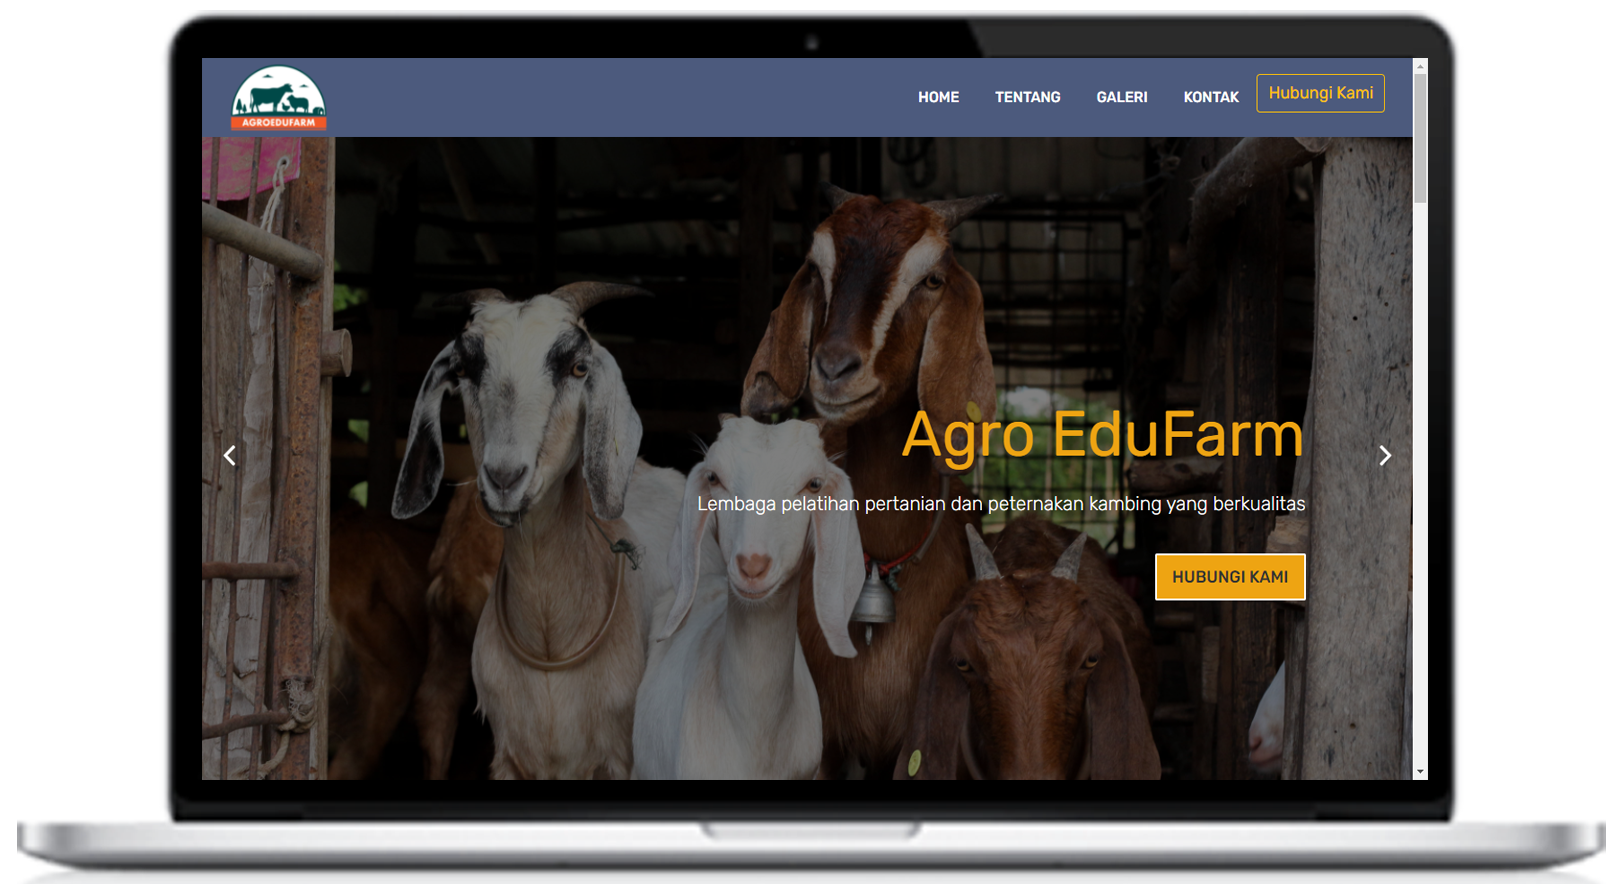 AGROEDUFARM
HOME TENTANG GALERI KONTAK Hubungi Kami
Agro EduFarm
Lembaga pelatihan pertanian dan peternakan kambing yang berkualitas
HUBUNGI KAMI